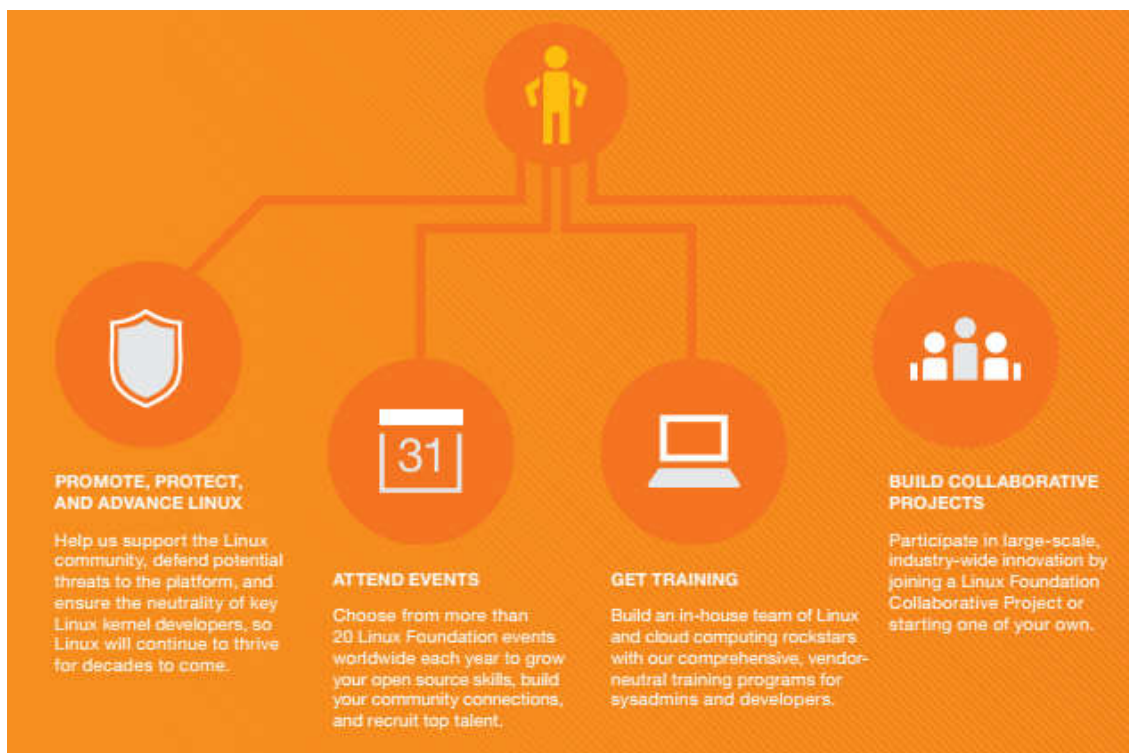 PROMOTE, PROTECT,
AND ADVANCE LINUX
Help us support the Linux
community, defend potential
threats to the platform, and
ensure the neutrality of key
Linux kernel developers, so
Linux will continue to thrive
for decades to come.
31
ATTEND EVENTS
Choose from more than
20 Linux Foundation events
worldwide each year to grow
your open source skills, build
your community connections,
and recruit top talent.
GET TRAINING
Build an in-house team of Linux
and cloud computing rockstars
with our comprehensive, vendor-
neutral training programs for
sysadmins and developers.
BUILD COLLABORATIVE
PROJECTS
Participate in large-scale,
industry-wide innovation by
joining a Linux Foundation
Collaborative Project or
starting one of your own.